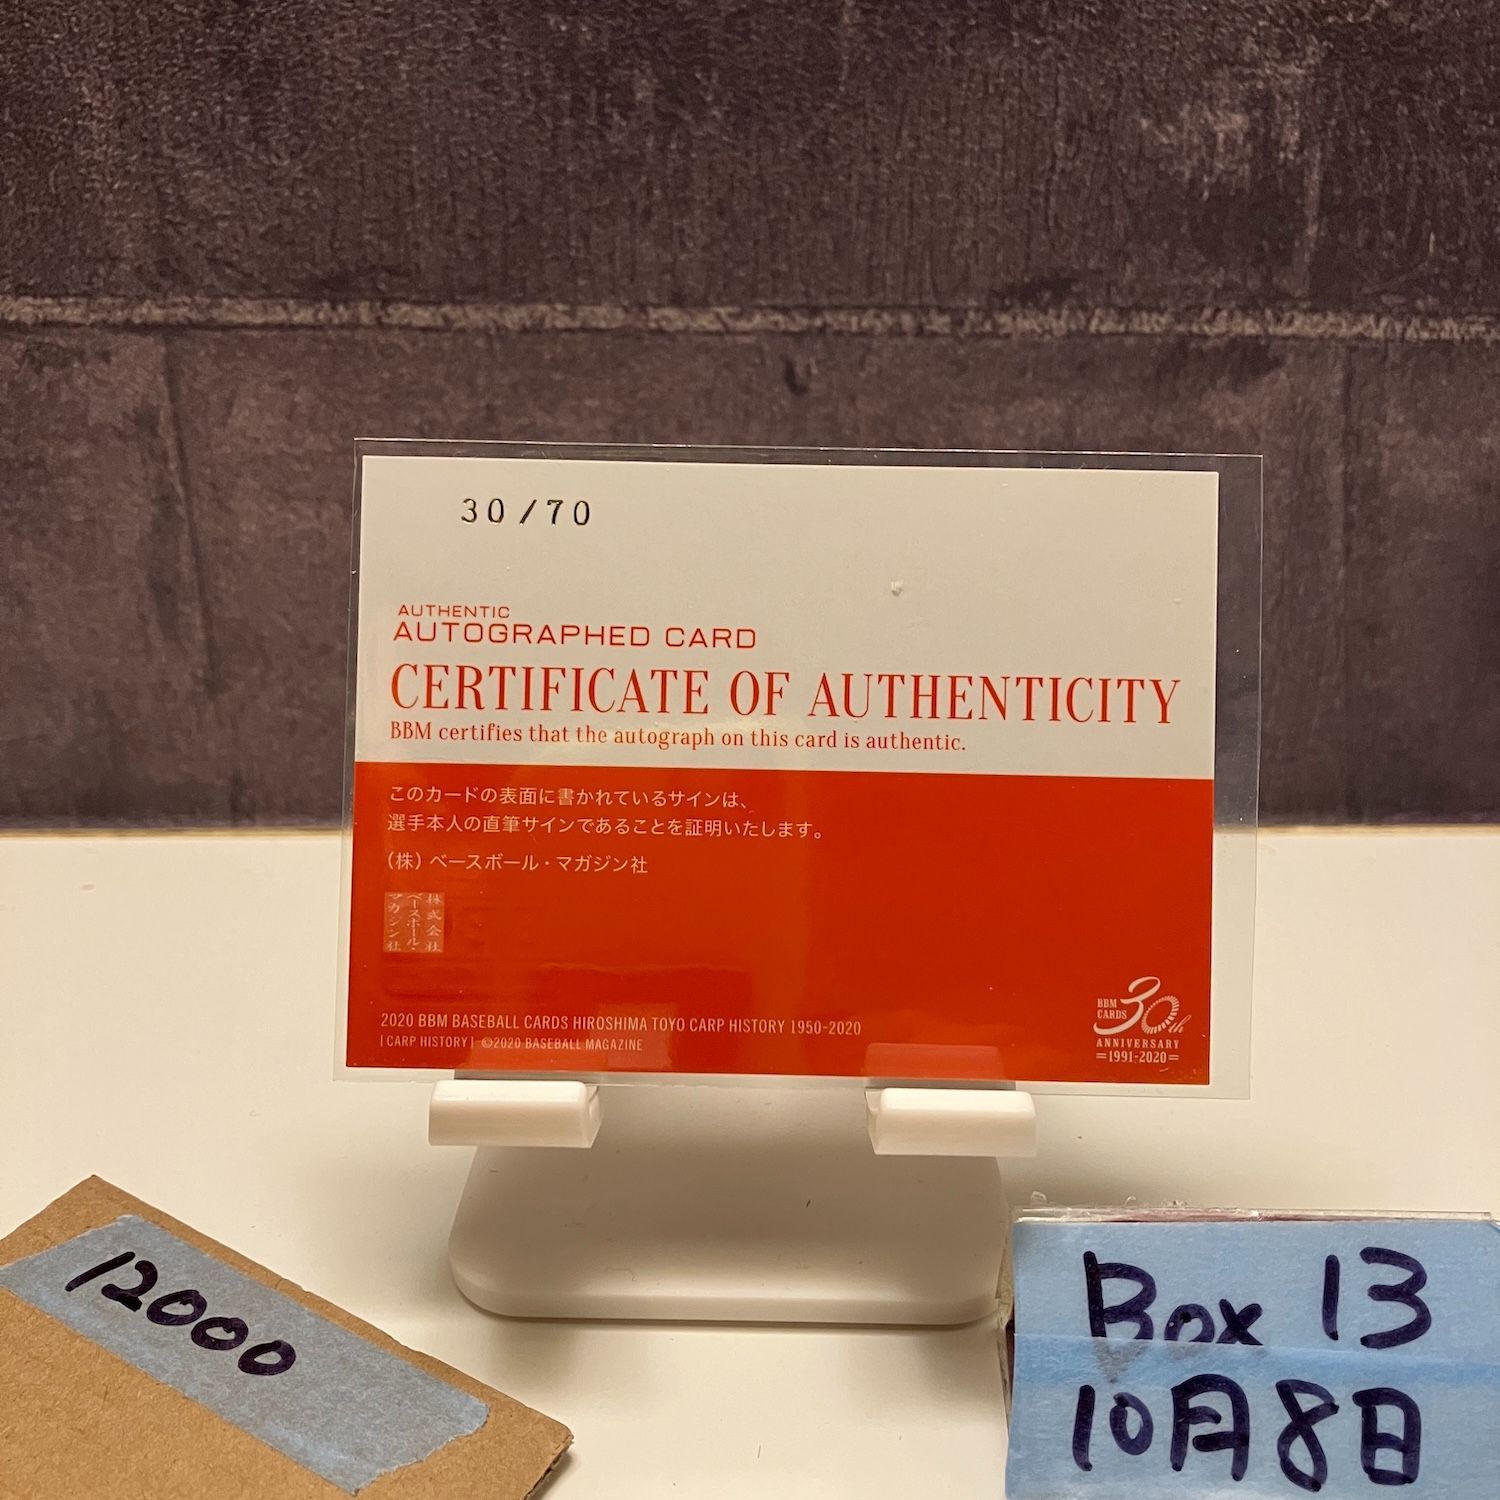 30/70
AUTHENTIC
AUTOGRAPHED CARD
CERTIFICATE OF AUTHENTICITY
BBM certifies that the autograph on this card is authentic.
このカードの表面に書かれているサインは、
選手本人の直筆サインであることを証明いたします。
(株)ベースボール・マガジン社
株式会社
ベースボール・
マガジン社
2020 BBM BASEBALL CARDS HIROSHIMA TOYO CARP HISTORY 1950-2020
[CARP HISTORY] ©2020 BASEBALL MAGAZINE
BBM
CARDS
30th
ANNIVERSARY
=1991-2020=
12000
Box 13
10月8日